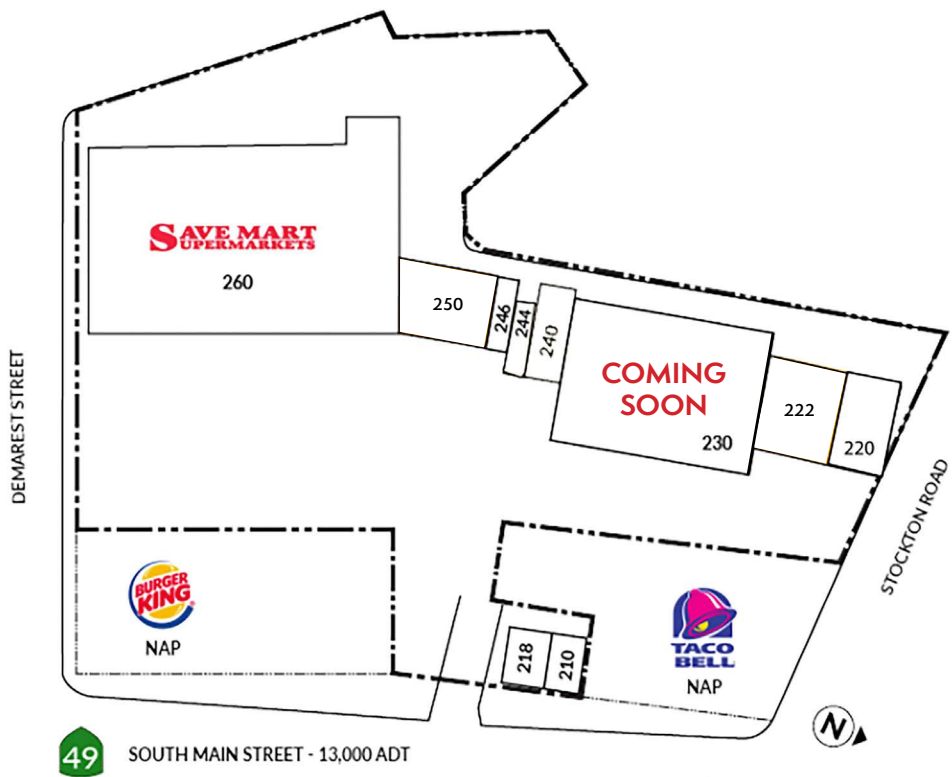 SAVE MART
SUPERMARKETS
260
250
246
244
240
COMING
SOON
230
222
220
DEMAREST STREET
STOCKTON ROAD
BURGER
KING
NAP
218
210
TACO
BELL
NAP
N
49
SOUTH MAIN STREET - 13,000 ADT